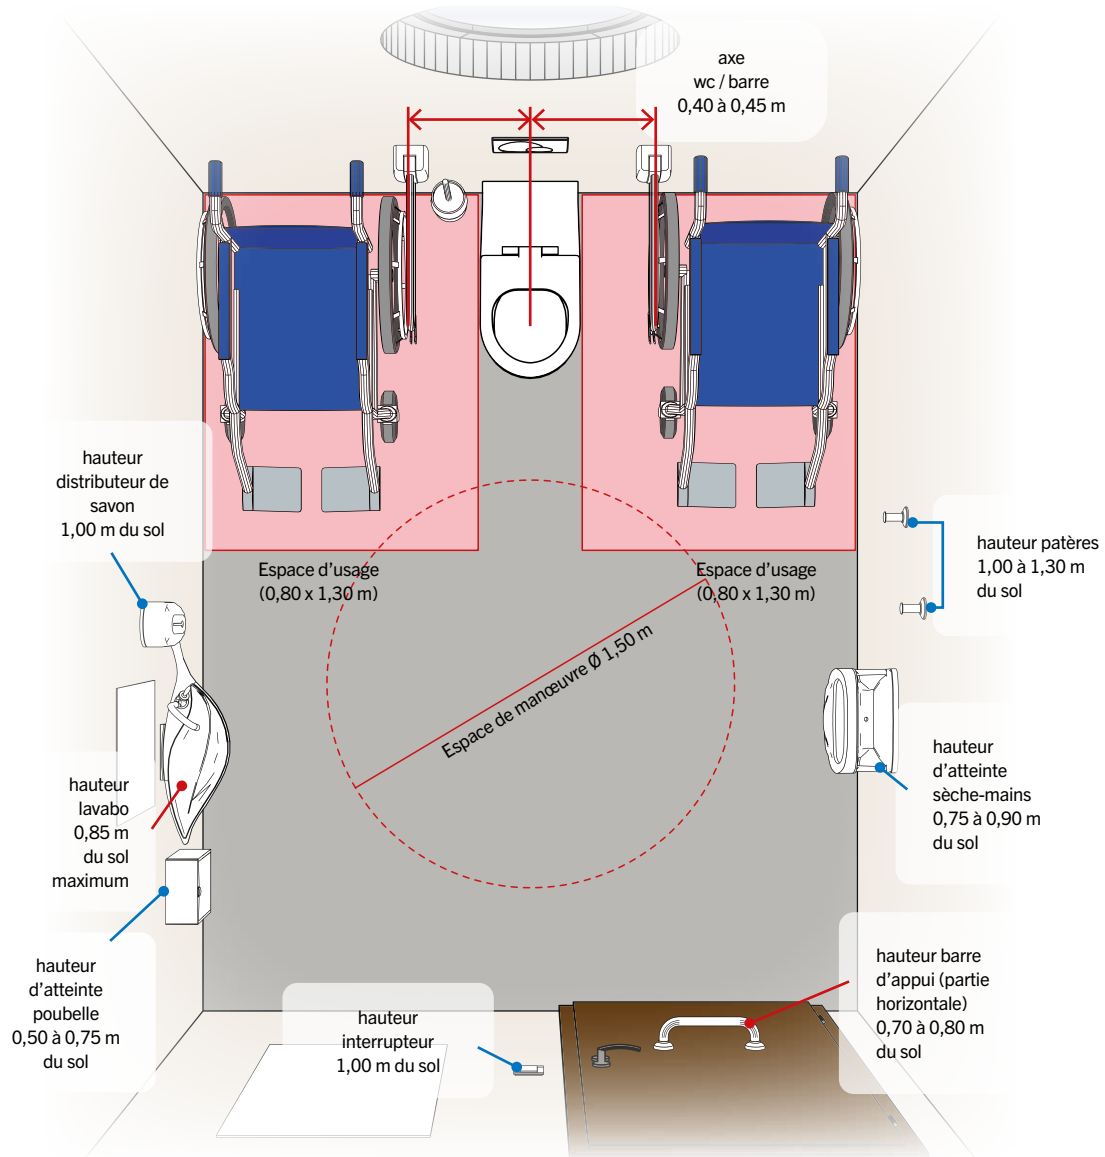 axe
wc / barre
0,40 à 0,45 m
hauteur
distributeur de
savon
1,00 m du sol
hauteur patères
1,00 à 1,30 m
du sol
Espace d’usage
(0,80 x 1,30 m)
Espace d’usage
(0,80 x 1,30 m)
Espace de manœuvre Ø 1,50 m
hauteur
lavabo
0,85 m
du sol
maximum
hauteur
d’atteinte
sèche-mains
0,75 à 0,90 m
du sol
hauteur
d’atteinte
poubelle
0,50 à 0,75 m
du sol
hauteur
interrupteur
1,00 m du sol
hauteur barre
d’appui (partie
horizontale)
0,70 à 0,80 m
du sol